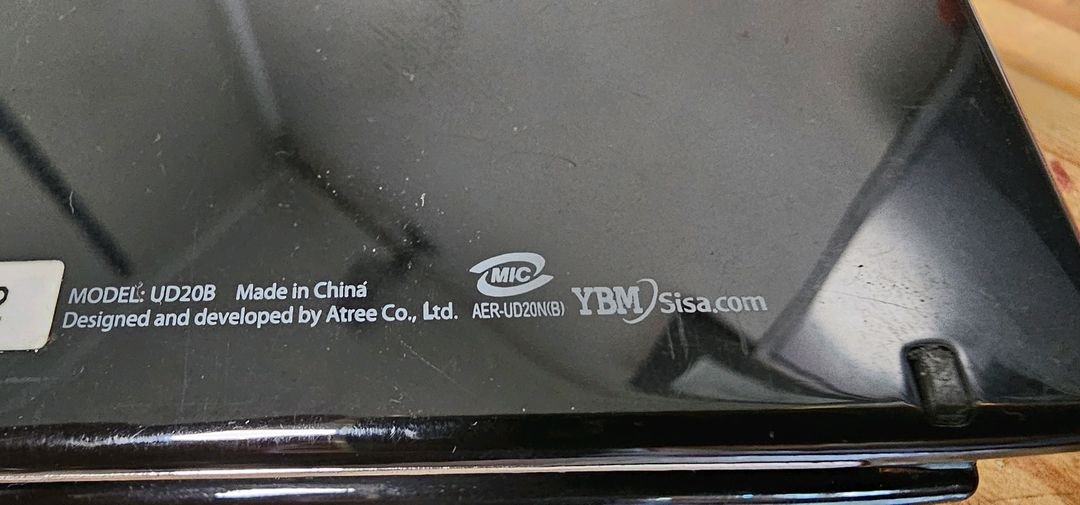 MODEL: UD20B Made in China
Designed and developed by Atree Co., Ltd.
MIC
AER-UD20N(B)
YBM Sisa.com